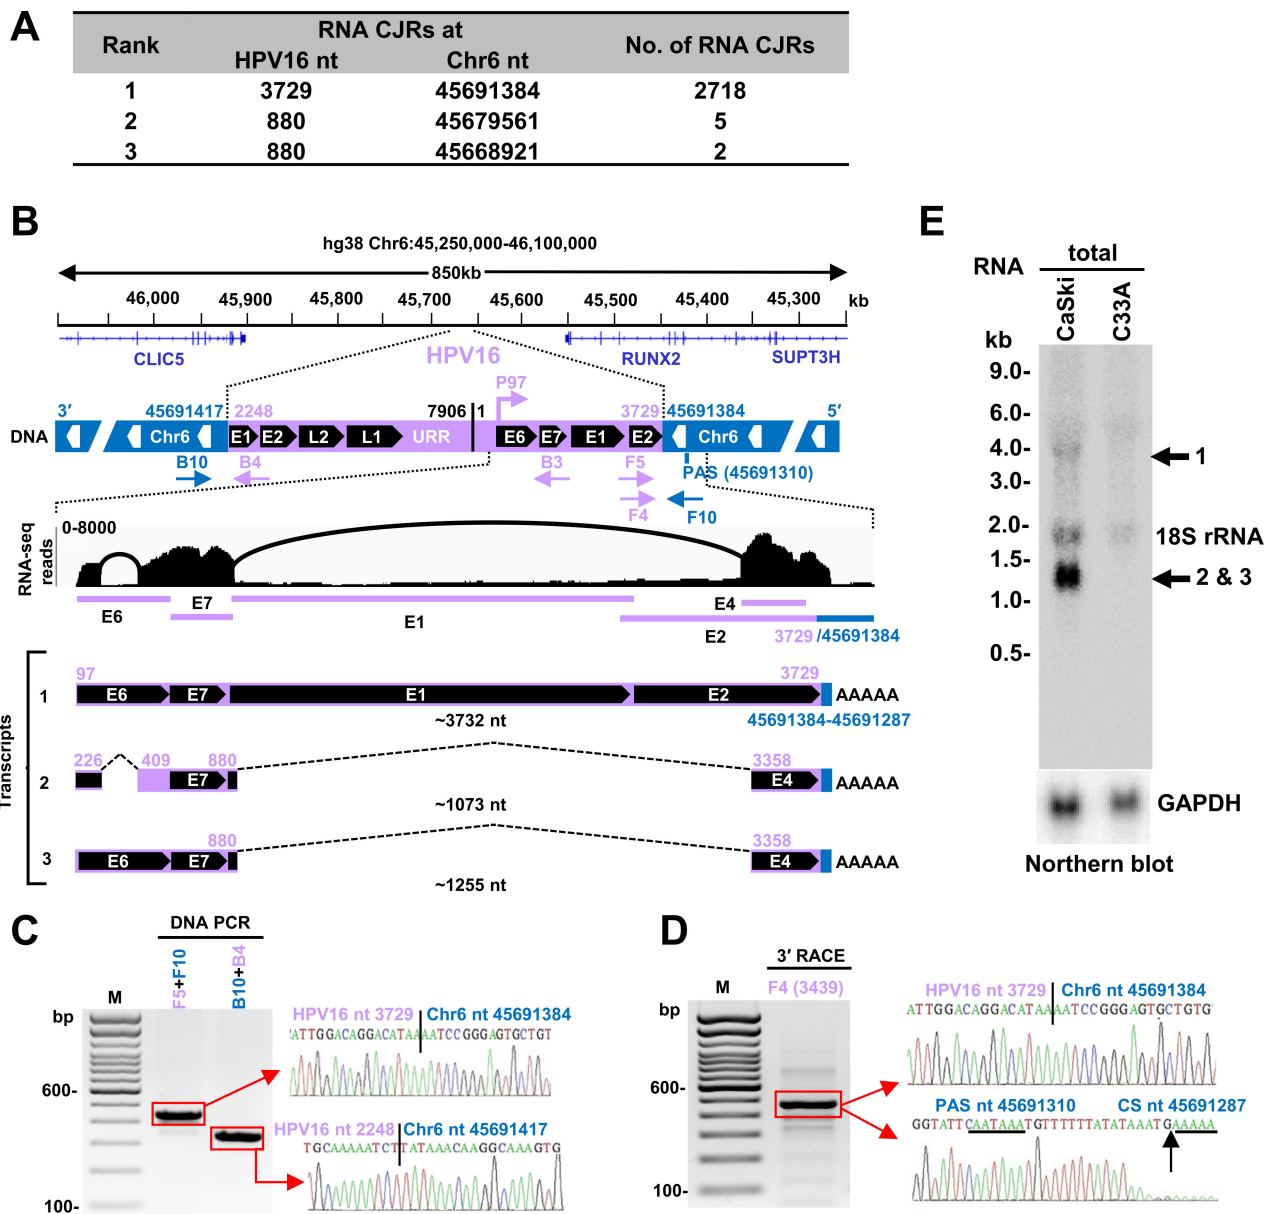 A
Rank
RNA CJRs at
No. of RNA CJRs
HPV16 nt
Chr6 nt
1 3729 45691384 2718
2 880 45679561 5
3 880 45668921 2
B
hg38 Chr6:45,250,000-46,100,000
850kb
46,000 45,900 45,800 45,700 45,600 45,500 45,400 45,300 kb
CLIC5 HPV16 RUNX2 SUPT3H
P97
3′ 45691417 2248 7906 1 3729 45691384 5′
DNA Chr6 E1 E2 L2 L1 URR E6 E7 E1 E2 Chr6
B10 B4 B3 F5 PAS (45691310)
F4 F10
RNA-seq reads
0-8000
E6 E7 E1 E4 E2
3729 /45691384
Transcripts
97 3729
1 E6 E7 E1 E2 AAAAA
~3732 nt 45691384-45691287
226 409 880 3358
2 E7 E4 AAAAA
~1073 nt
880 3358
3 E6 E7 E4 AAAAA
~1255 nt
C
DNA PCR
M F5+F10 B10+B4
bp
600-
100-
HPV16 nt 3729 Chr6 nt 45691384
ATTGGACAGGACATAAAATCCGGGAGTGCTGT
HPV16 nt 2248 Chr6 nt 45691417
TGCAAAAATCTTATAAACAAGGCAAAGTG
D
3′ RACE
M F4 (3439)
bp
600-
100-
HPV16 nt 3729 Chr6 nt 45691384
ATTGGACAGGACATAAAATCCGGGAGTGCTGTG
PAS nt 45691310 CS nt 45691287
GGTATTCAATAAATGTTTTTTATATAAATGAAAAA
E
RNA total
CaSki C33A
kb
9.0-
6.0-
4.0-
3.0-
2.0-
1.5-
1.0-
0.5-
1
18S rRNA
2 & 3
GAPDH
Northern blot